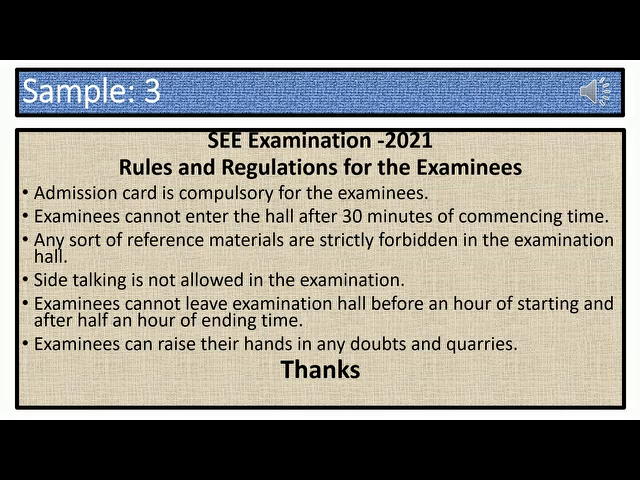 Sample: 3
SEE Examination -2021
Rules and Regulations for the Examinees
• Admission card is compulsory for the examinees.
• Examinees cannot enter the hall after 30 minutes of commencing time.
• Any sort of reference materials are strictly forbidden in the examination
hall.
• Side talking is not allowed in the examination.
• Examinees cannot leave examination hall before an hour of starting and
after half an hour of ending time.
• Examinees can raise their hands in any doubts and quarries.
Thanks